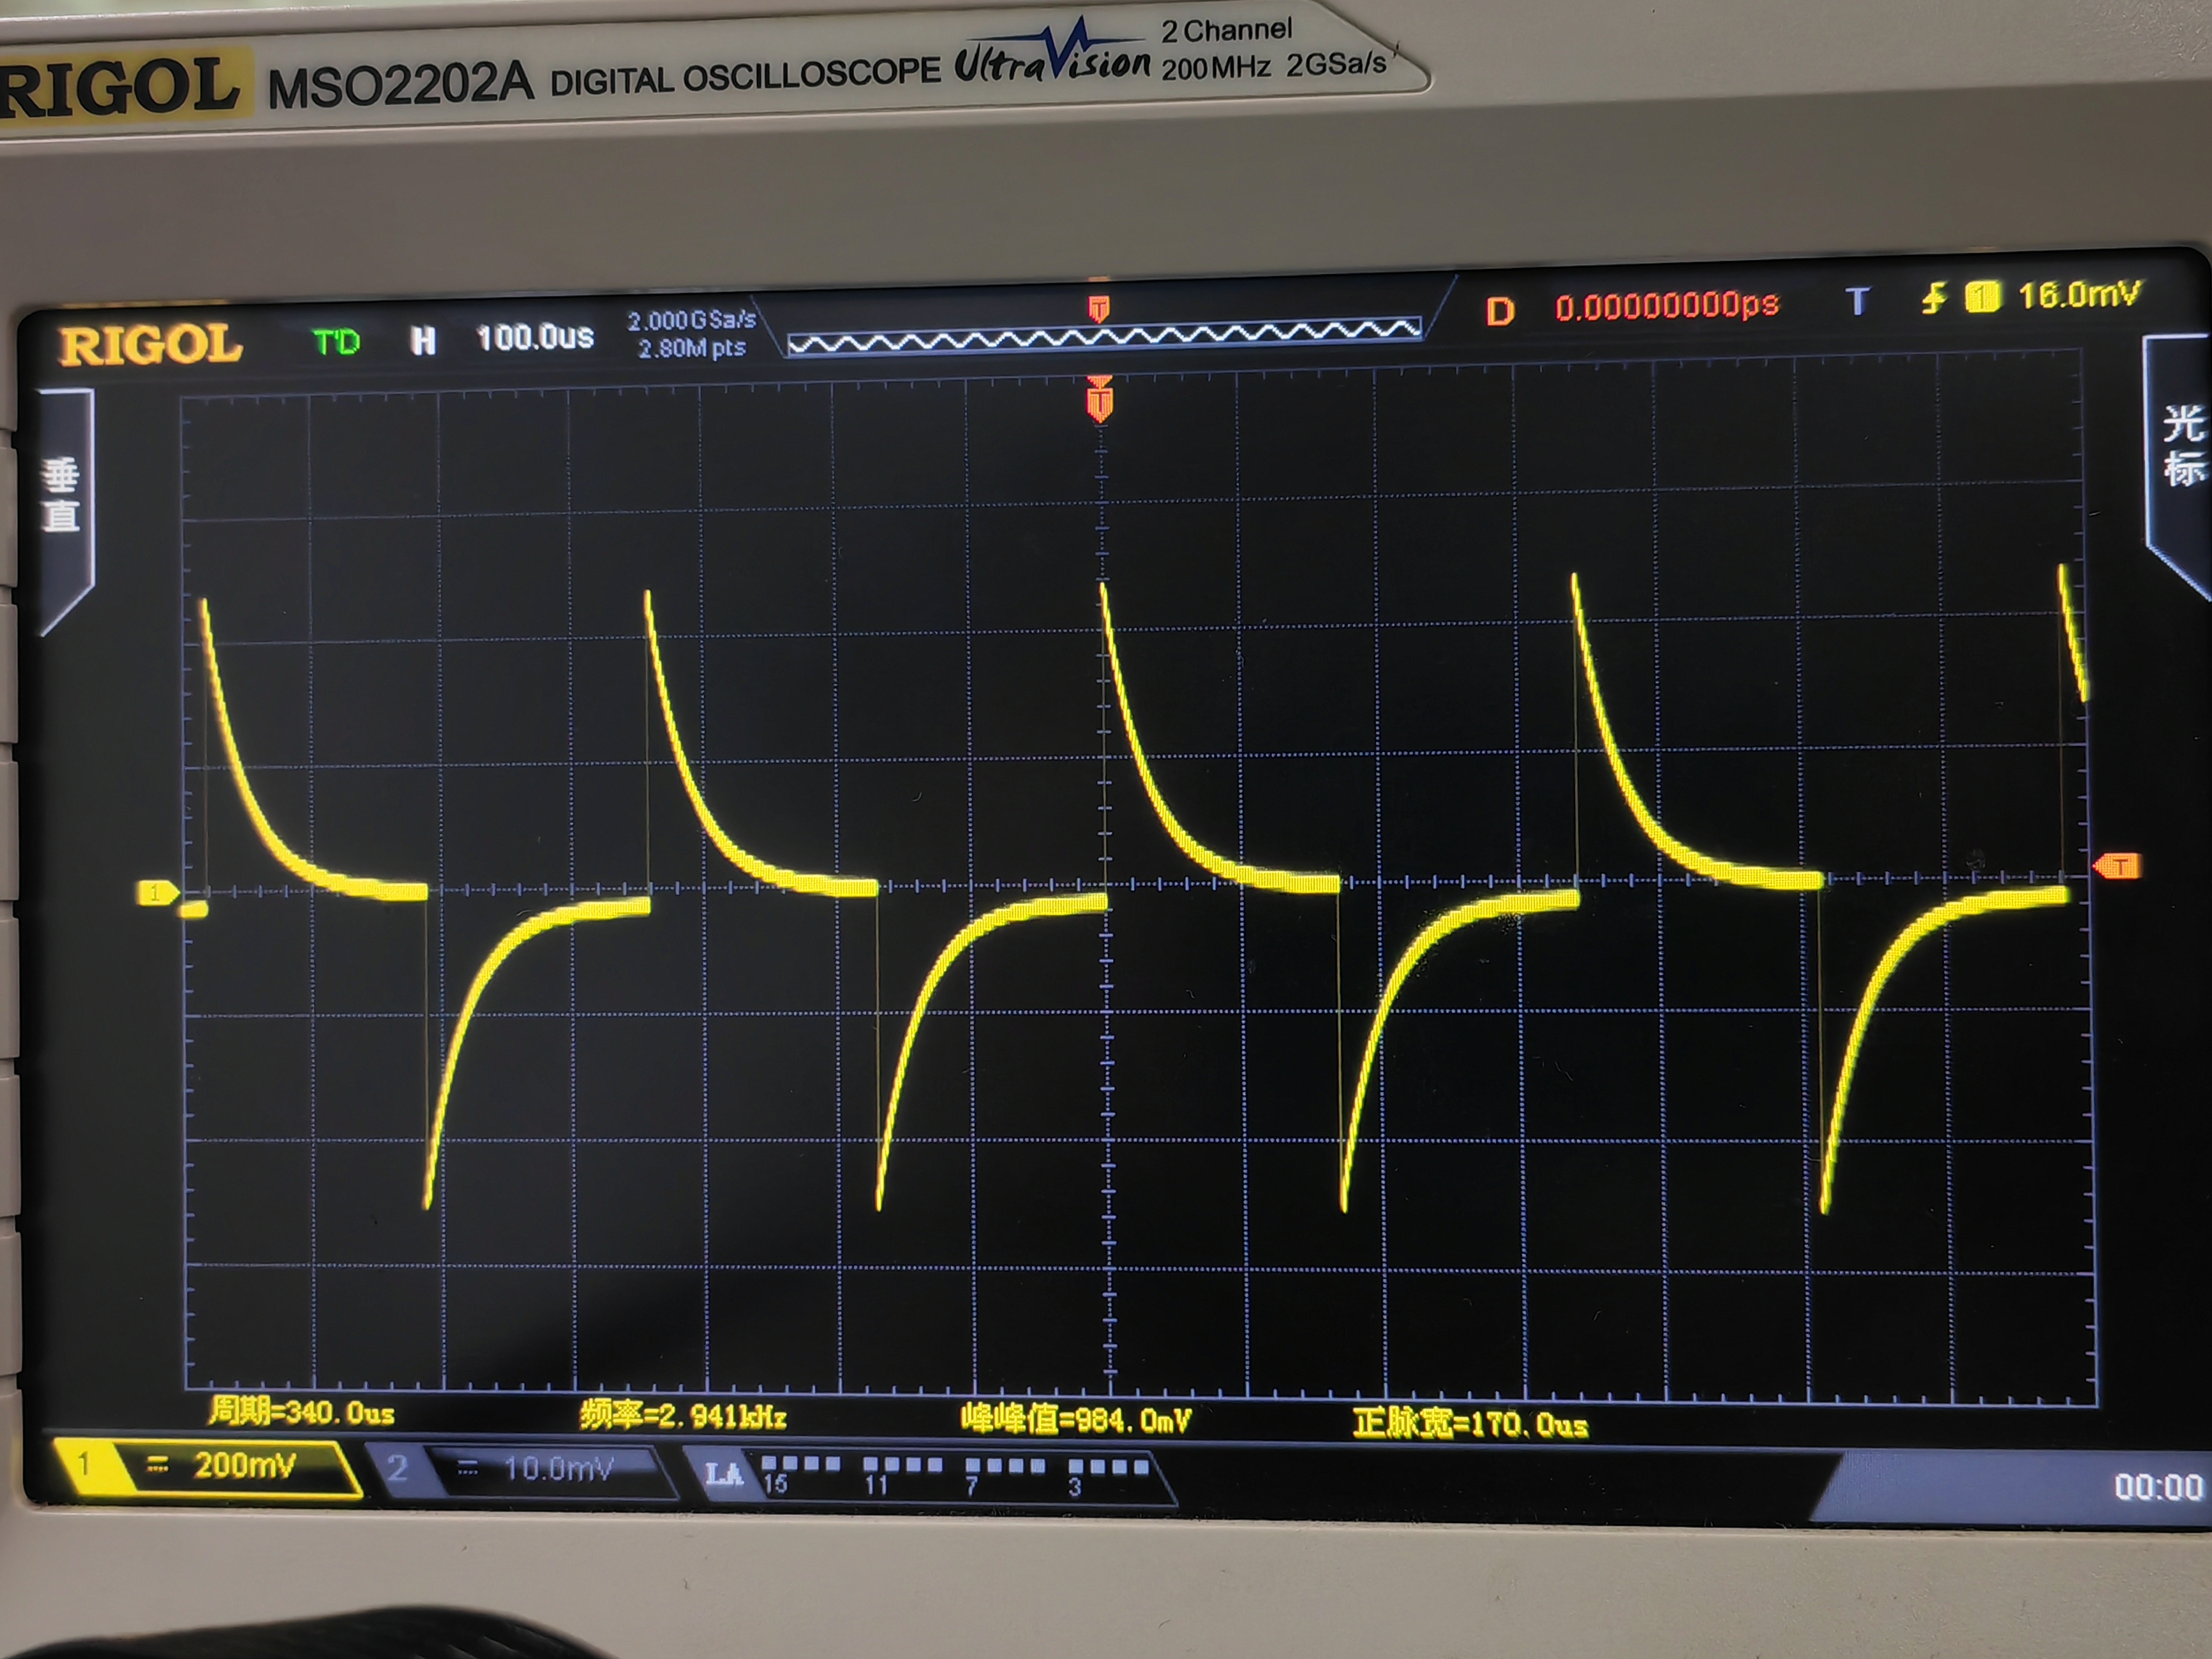 RIGOL MSO2202A DIGITAL OSCILLOSCOPE UltraVision 2 Channel
200MHz 2GSa/s
RIGOL T'D H 100.0us 2.000GSa/s
2.80M pts
T
D 0.00000000ps T 1 16.0mV
T
垂直
光标
1
T
周期=340.0us 频率=2.941kHz 峰峰值=984.0mV 正脉宽=170.0us
1 200mV 2 10.0mV LA 15 11 7 3
00:00